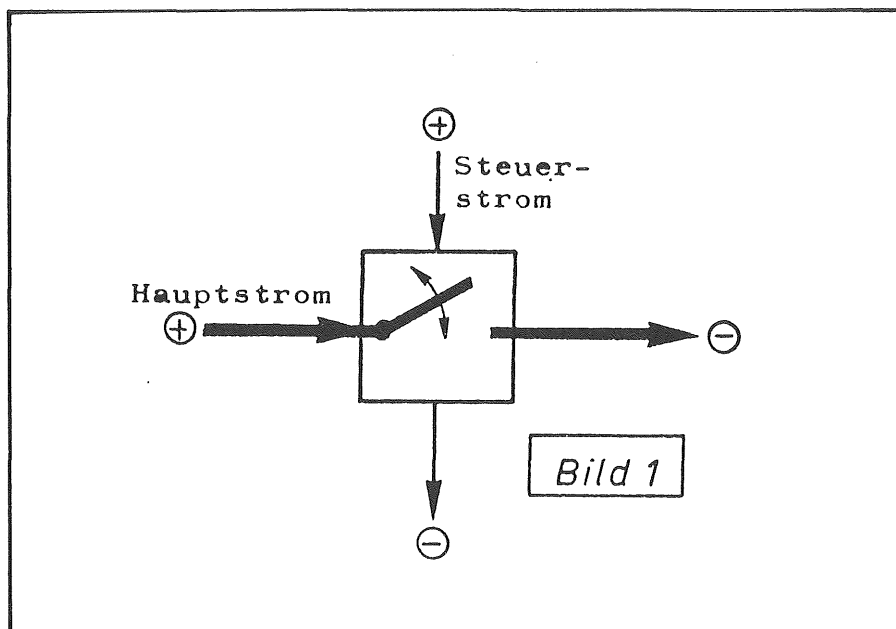 +
Steuer-
strom
Hauptstrom
+
-
Bild 1
-